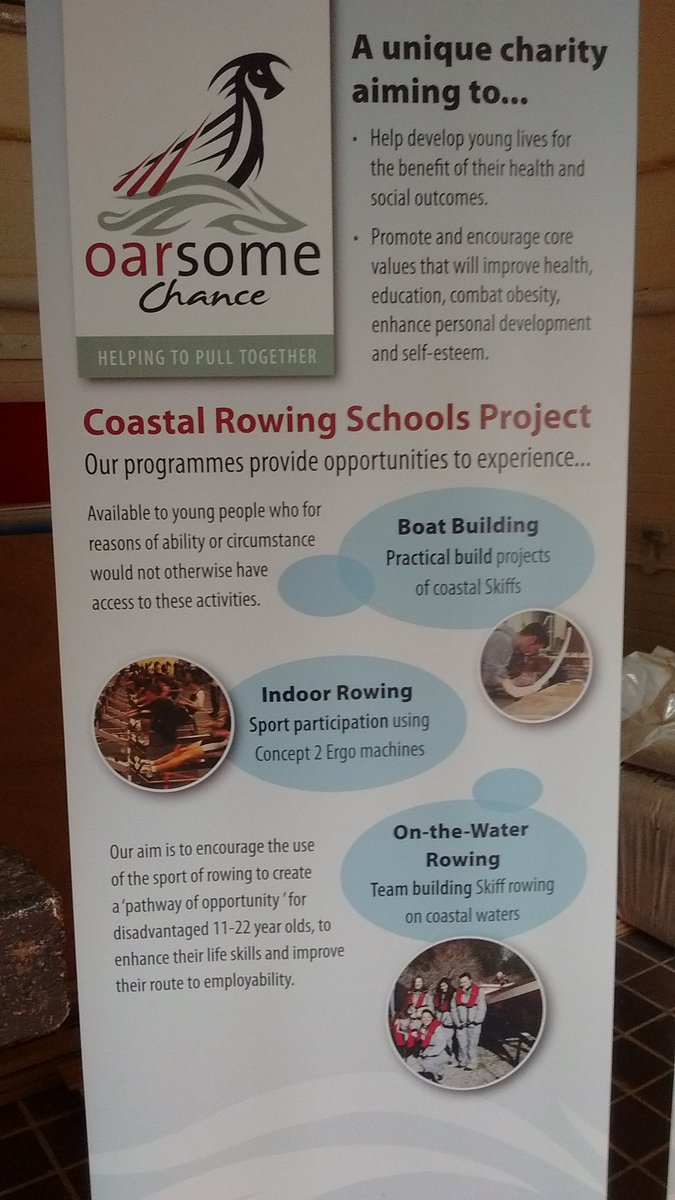 oarsome
Chance
HELPING TO PULL TOGETHER
A unique charity
aiming to...
• Help develop young lives for
the benefit of their health and
social outcomes.
• Promote and encourage core
values that will improve health,
education, combat obesity,
enhance personal development
and self-esteem.
Coastal Rowing Schools Project
Our programmes provide opportunities to experience...
Available to young people who for
reasons of ability or circumstance
would not otherwise have
access to these activities.
Boat Building
Practical build projects
of coastal Skiffs
Indoor Rowing
Sport participation using
Concept 2 Ergo machines
On-the-Water
Rowing
Team building Skiff rowing
on coastal waters
Our aim is to encourage the use
of the sport of rowing to create
a 'pathway of opportunity' for
disadvantaged 11-22 year olds, to
enhance their life skills and improve
their route to employability.